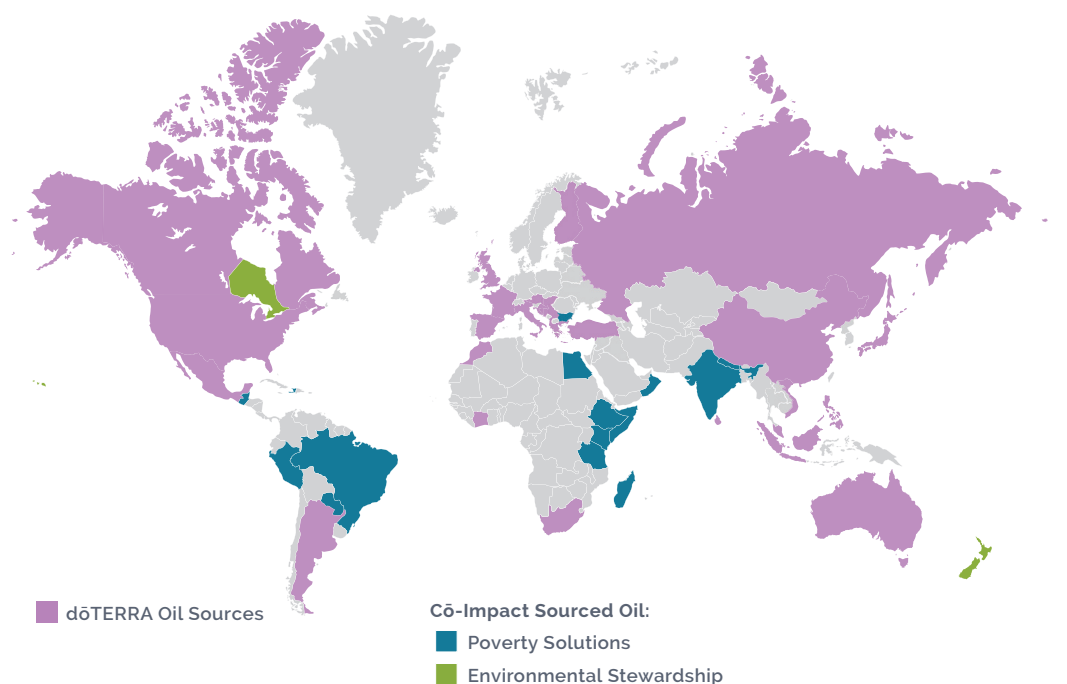 dōTERRA Oil Sources
Cō-Impact Sourced Oil:
Poverty Solutions
Environmental Stewardship